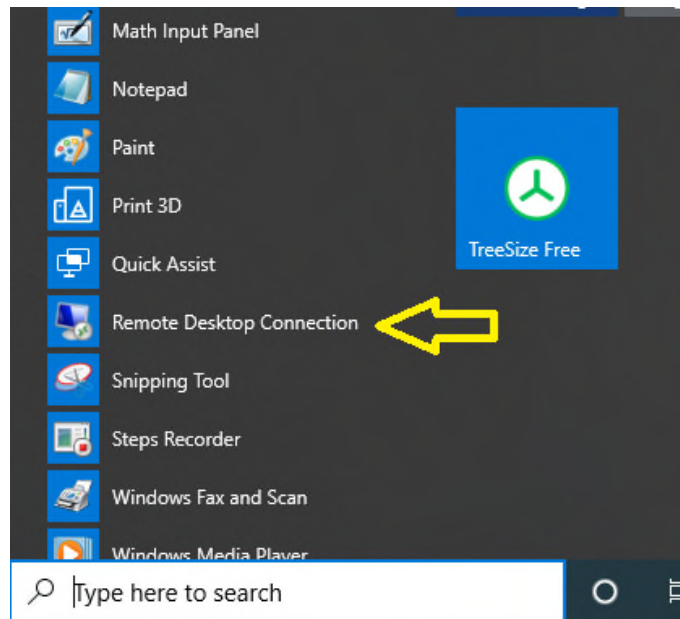 Math Input Panel
Notepad
Paint
Print 3D
Quick Assist
Remote Desktop Connection
Snipping Tool
Steps Recorder
Windows Fax and Scan
Windows Media Player
TreeSize Free
Type here to search